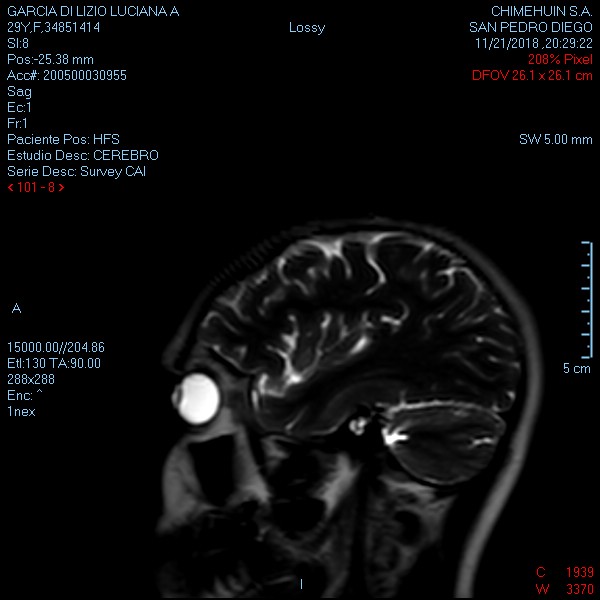 GARCIA DI LIZIO LUCIANA A
29Y,F,34851414
Sl:8
Pos:-25.38 mm
Acc#: 200500030955
Sag
Ec:1
Fr:1
Paciente Pos: HFS
Estudio Desc: CEREBRO
Serie Desc: Survey CAI
< 101 - 8 >
Lossy
CHIMEHUIN S.A.
SAN PEDRO DIEGO
11/21/2018 ,20:29:22
208% Pixel
DFOV 26.1 x 26.1 cm
SW 5.00 mm
A
15000.00//204.86
Etl:130 TA:90.00
288x288
Enc: ^
1nex
5 cm
I
C 1939
W 3370